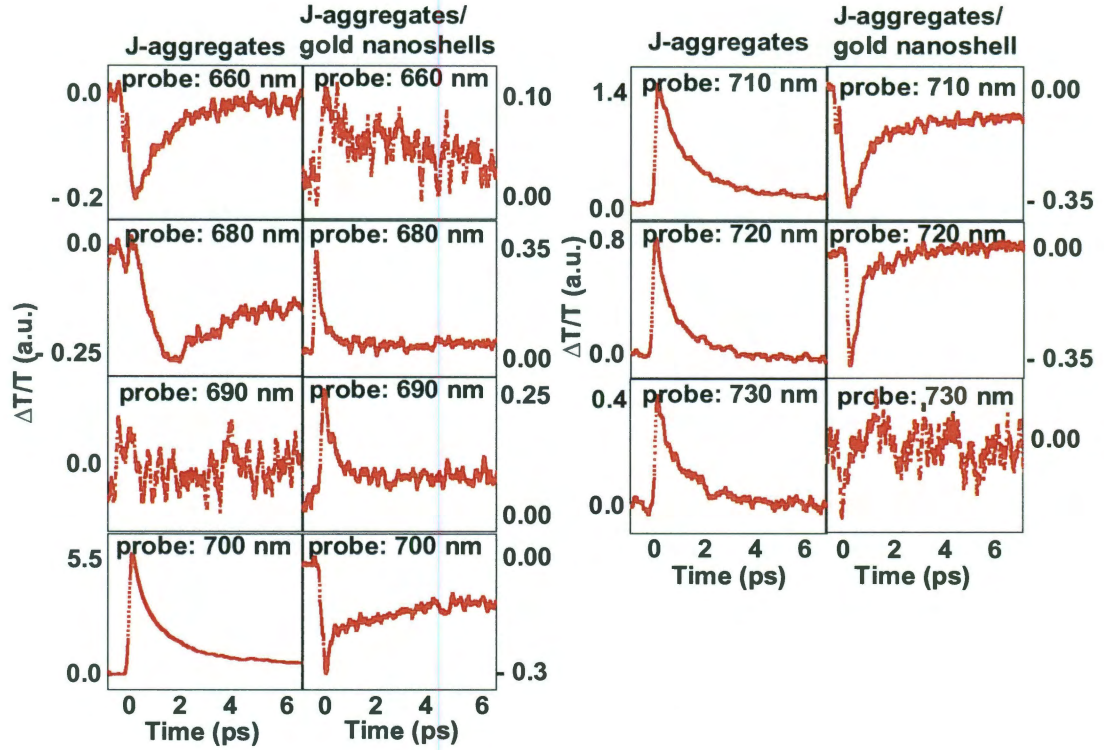 J-aggregates
J-aggregates/
gold nanoshells
probe: 660 nm
probe: 660 nm
0.0
- 0.2
0.10
0.00
probe: 680 nm
probe: 680 nm
0.0
- 0.25
0.35
0.00
probe: 690 nm
probe: 690 nm
0.0
0.25
0.00
probe: 700 nm
probe: 700 nm
5.5
0.0
0.00
- 0.3
ΔT/T (a.u.)
0 2 4 6
0 2 4 6
Time (ps)
Time (ps)
J-aggregates
J-aggregates/
gold nanoshell
probe: 710 nm
probe: 710 nm
1.4
0.0
0.00
- 0.35
probe: 720 nm
probe: 720 nm
0.8
0.0
0.00
- 0.35
probe: 730 nm
probe: 730 nm
0.4
0.0
0.00
ΔT/T (a.u.)
0 2 4 6
0 2 4 6
Time (ps)
Time (ps)